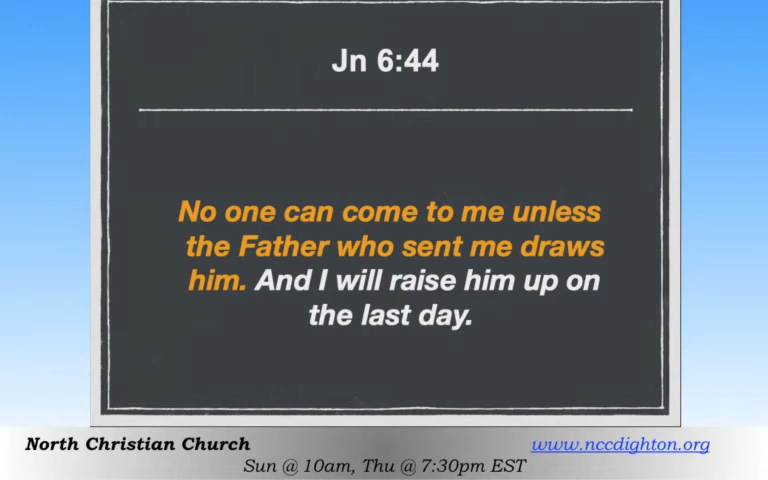 Jn 6:44
No one can come to me unless
the Father who sent me draws
him. And I will raise him up on
the last day.
North Christian Church
www.nccdighton.org
Sun @ 10am, Thu @ 7:30pm EST